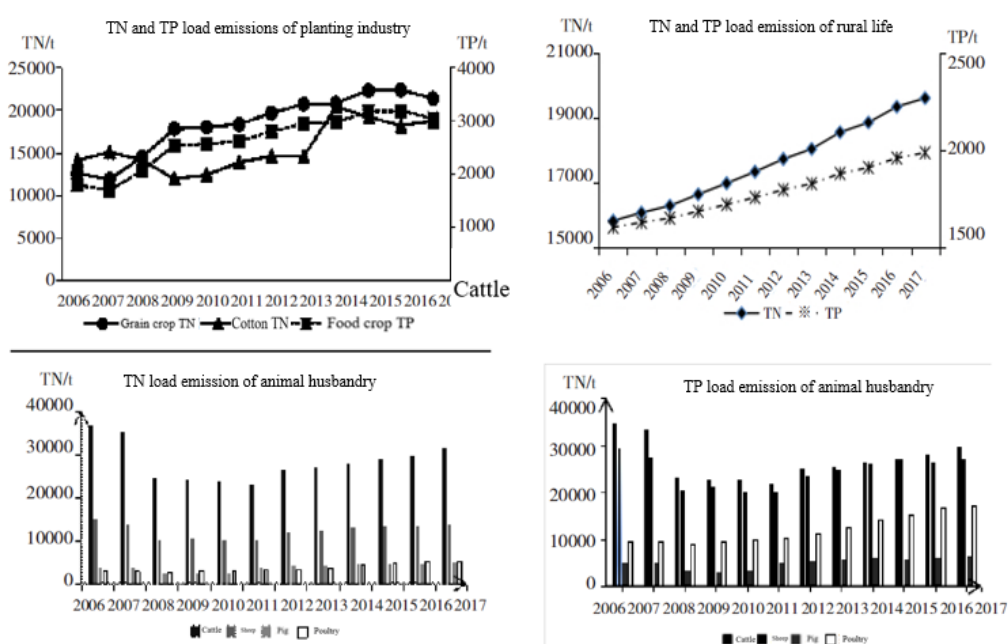 TN and TP load emissions of planting industry
TN/t
TP/t
25000
20000
15000
10000
5000
0
4000
3000
2000
1000
2006 2007 2008 2009 2010 2011 2012 2013 2014 2015 2016 20
Cattle
Grain crop TN Cotton TN Food crop TP
TN and TP load emission of rural life
TN/t
TP/t
21000
19000
17000
15000
2500
2000
1500
2006 2007 2008 2009 2010 2011 2012 2013 2014 2015 2016 2017
TN TP
TN load emission of animal husbandry
TN/t
40000
30000
20000
10000
0
2006 2007 2008 2009 2010 2011 2012 2013 2014 2015 2016 2017
Cattle Sheep Pig Poultry
TP load emission of animal husbandry
TN/t
40000
30000
20000
10000
0
2006 2007 2008 2009 2010 2011 2012 2013 2014 2015 2016 2017
Cattle Sheep Pig Poultry